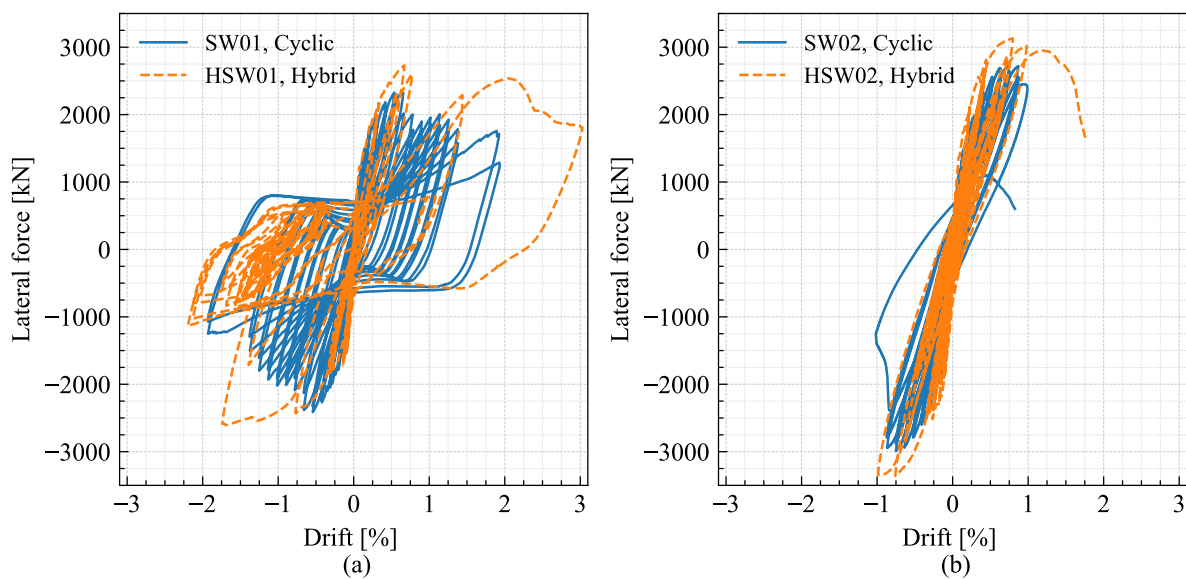 SW01, Cyclic
HSW01, Hybrid
3000
2000
1000
0
−1000
−2000
−3000
Lateral force [kN]
−3 −2 −1 0 1 2 3
Drift [%]
(a)
SW02, Cyclic
HSW02, Hybrid
3000
2000
1000
0
−1000
−2000
−3000
Lateral force [kN]
−3 −2 −1 0 1 2 3
Drift [%]
(b)